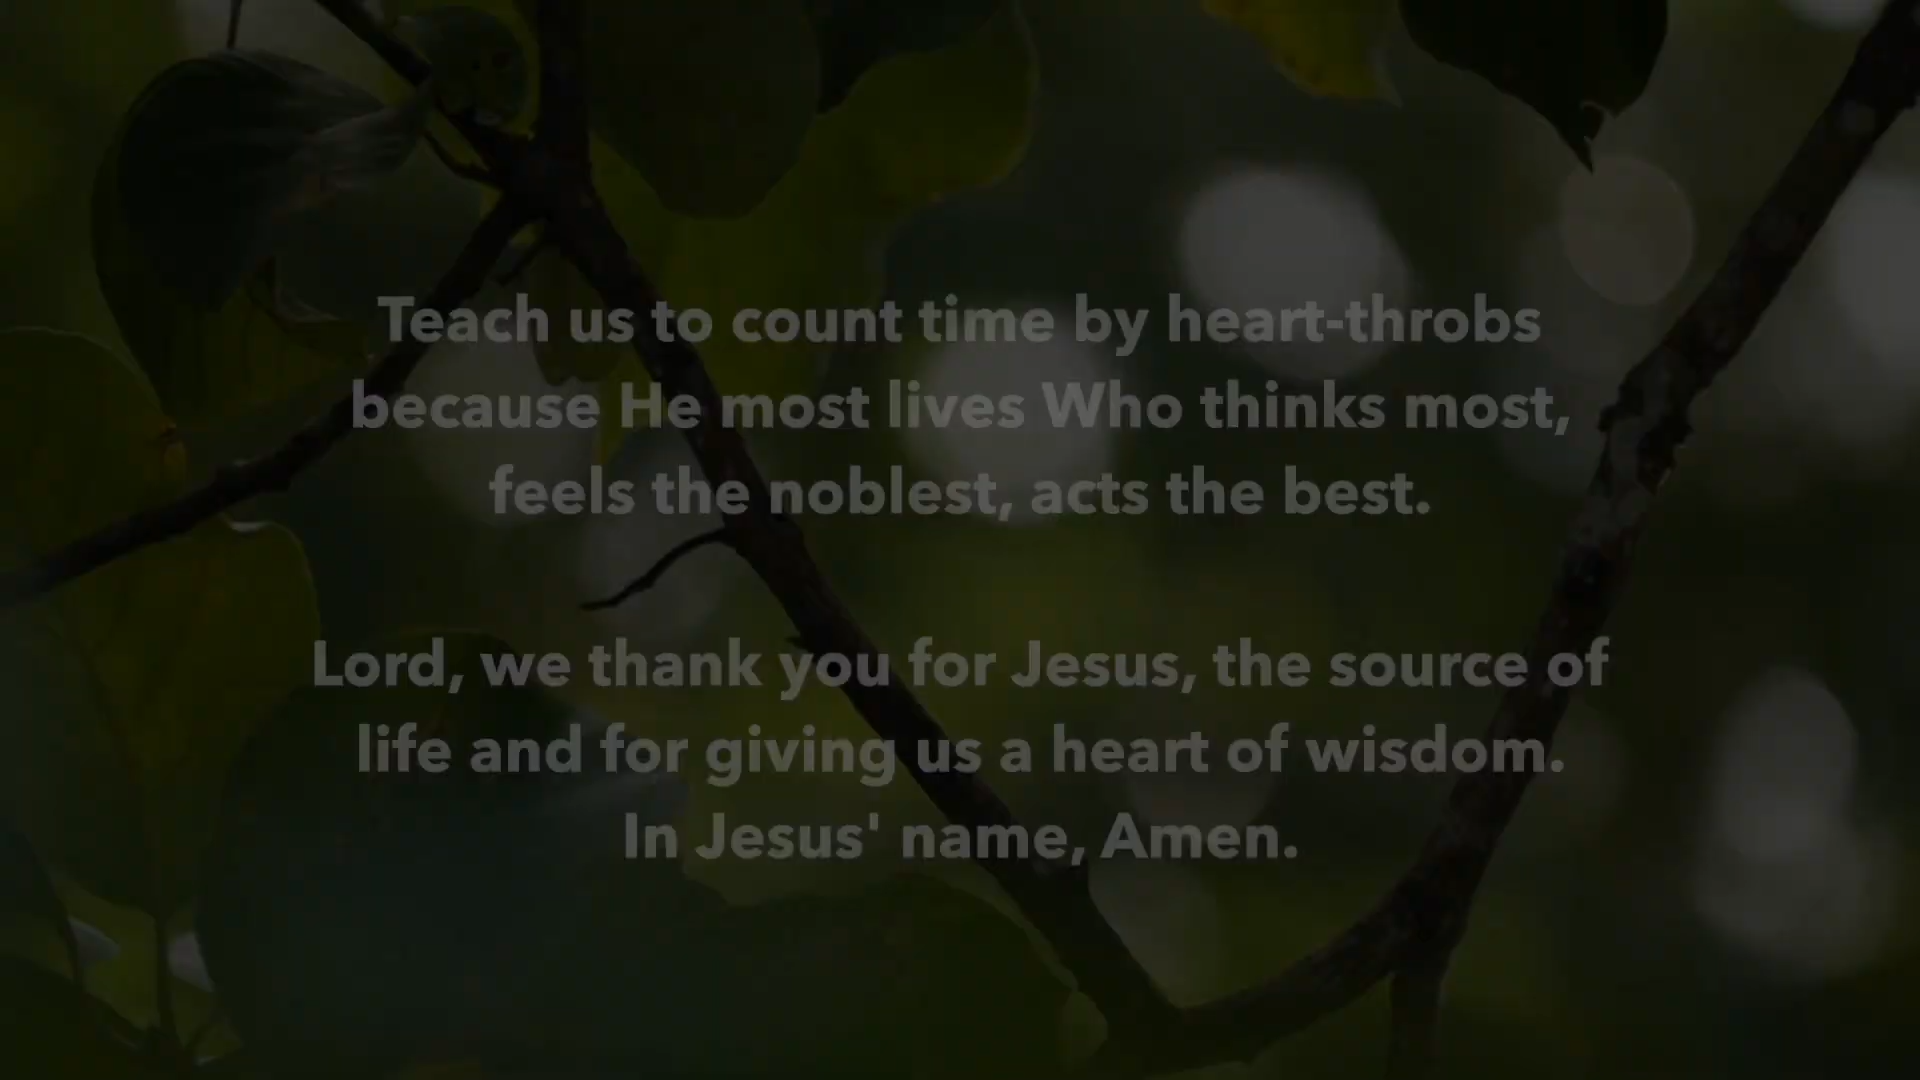 Teach us to count time by heart-throbs
because He most lives Who thinks most,
feels the noblest, acts the best.
Lord, we thank you for Jesus, the source of
life and for giving us a heart of wisdom.
In Jesus' name, Amen.